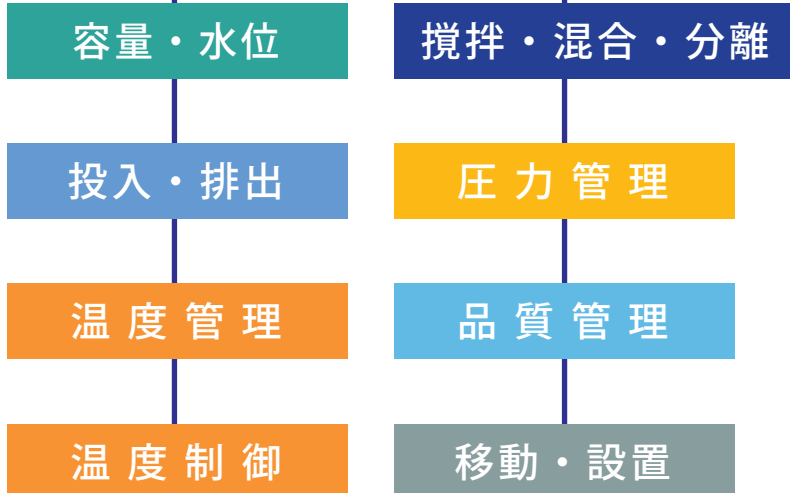 容量・水位
投入・排出
温度管理
温度制御
撹拌・混合・分離
圧力管理
品質管理
移動・設置